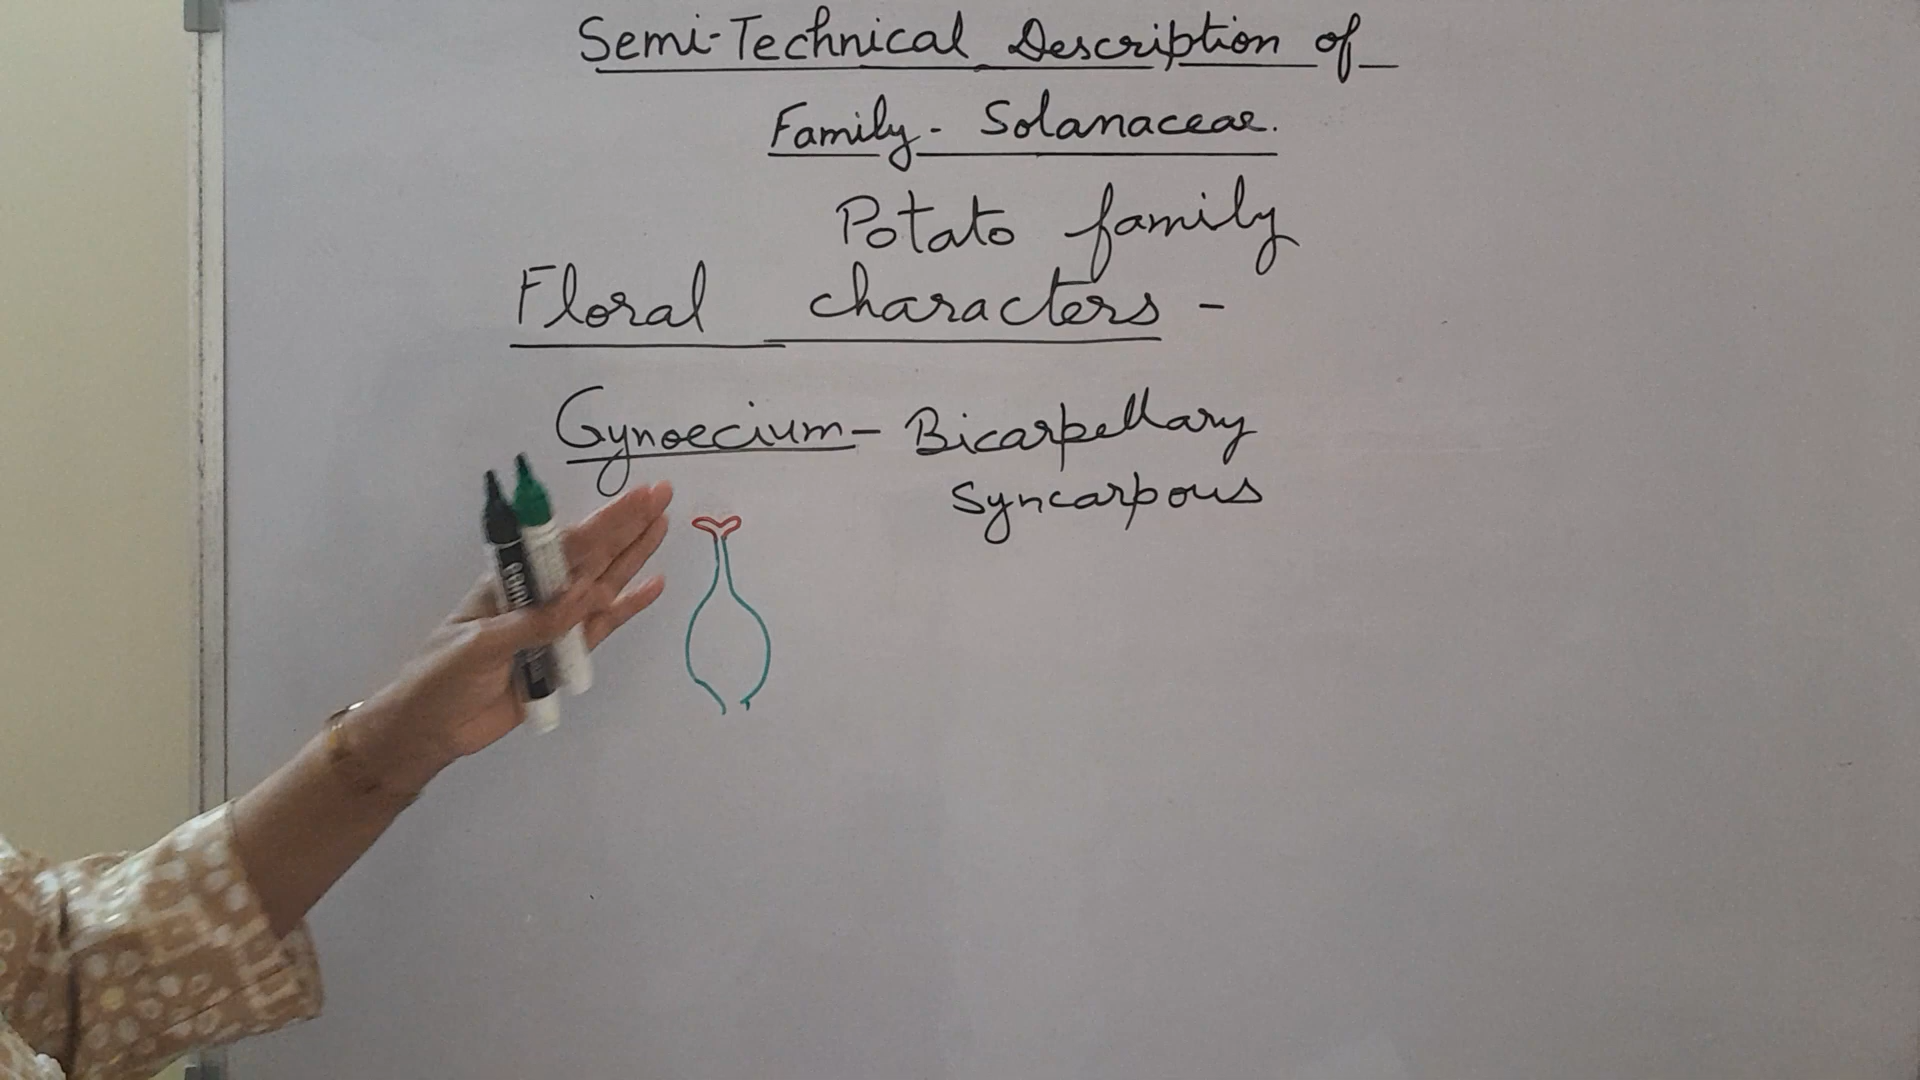 Semi-Technical Description of
Family - Solanaceae.
Potato family
Floral characters -
Gynoecium - Bicarpellary
Syncarpous